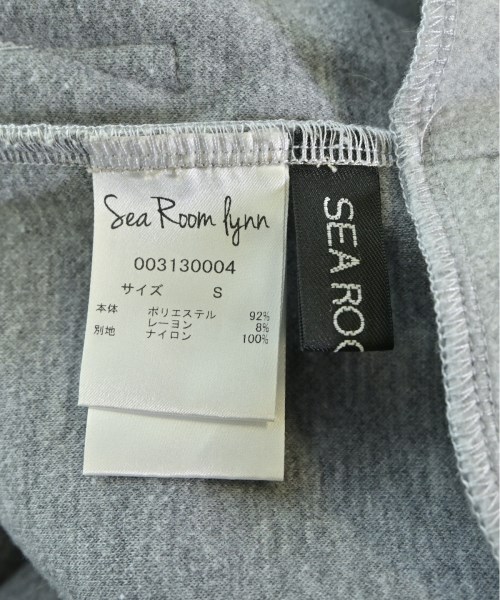 Sea Room lynn
003130004
サイズ S
本体 ポリエステル 92%
レーヨン 8%
別地 ナイロン 100%
SEA ROO